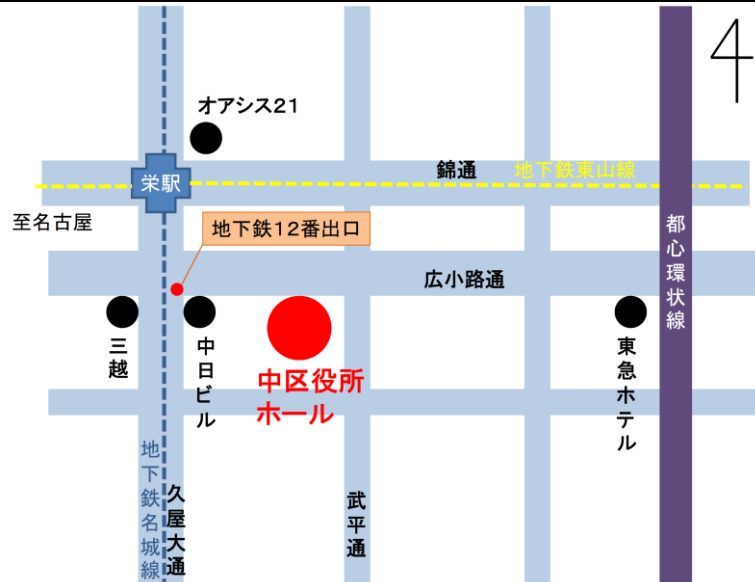 4
オアシス21
栄駅
錦通
地下鉄東山線
至名古屋
地下鉄12番出口
都心環状線
広小路通
三越
中日ビル
中区役所
ホール
東急ホテル
地下鉄名城線
久屋大通
武平通